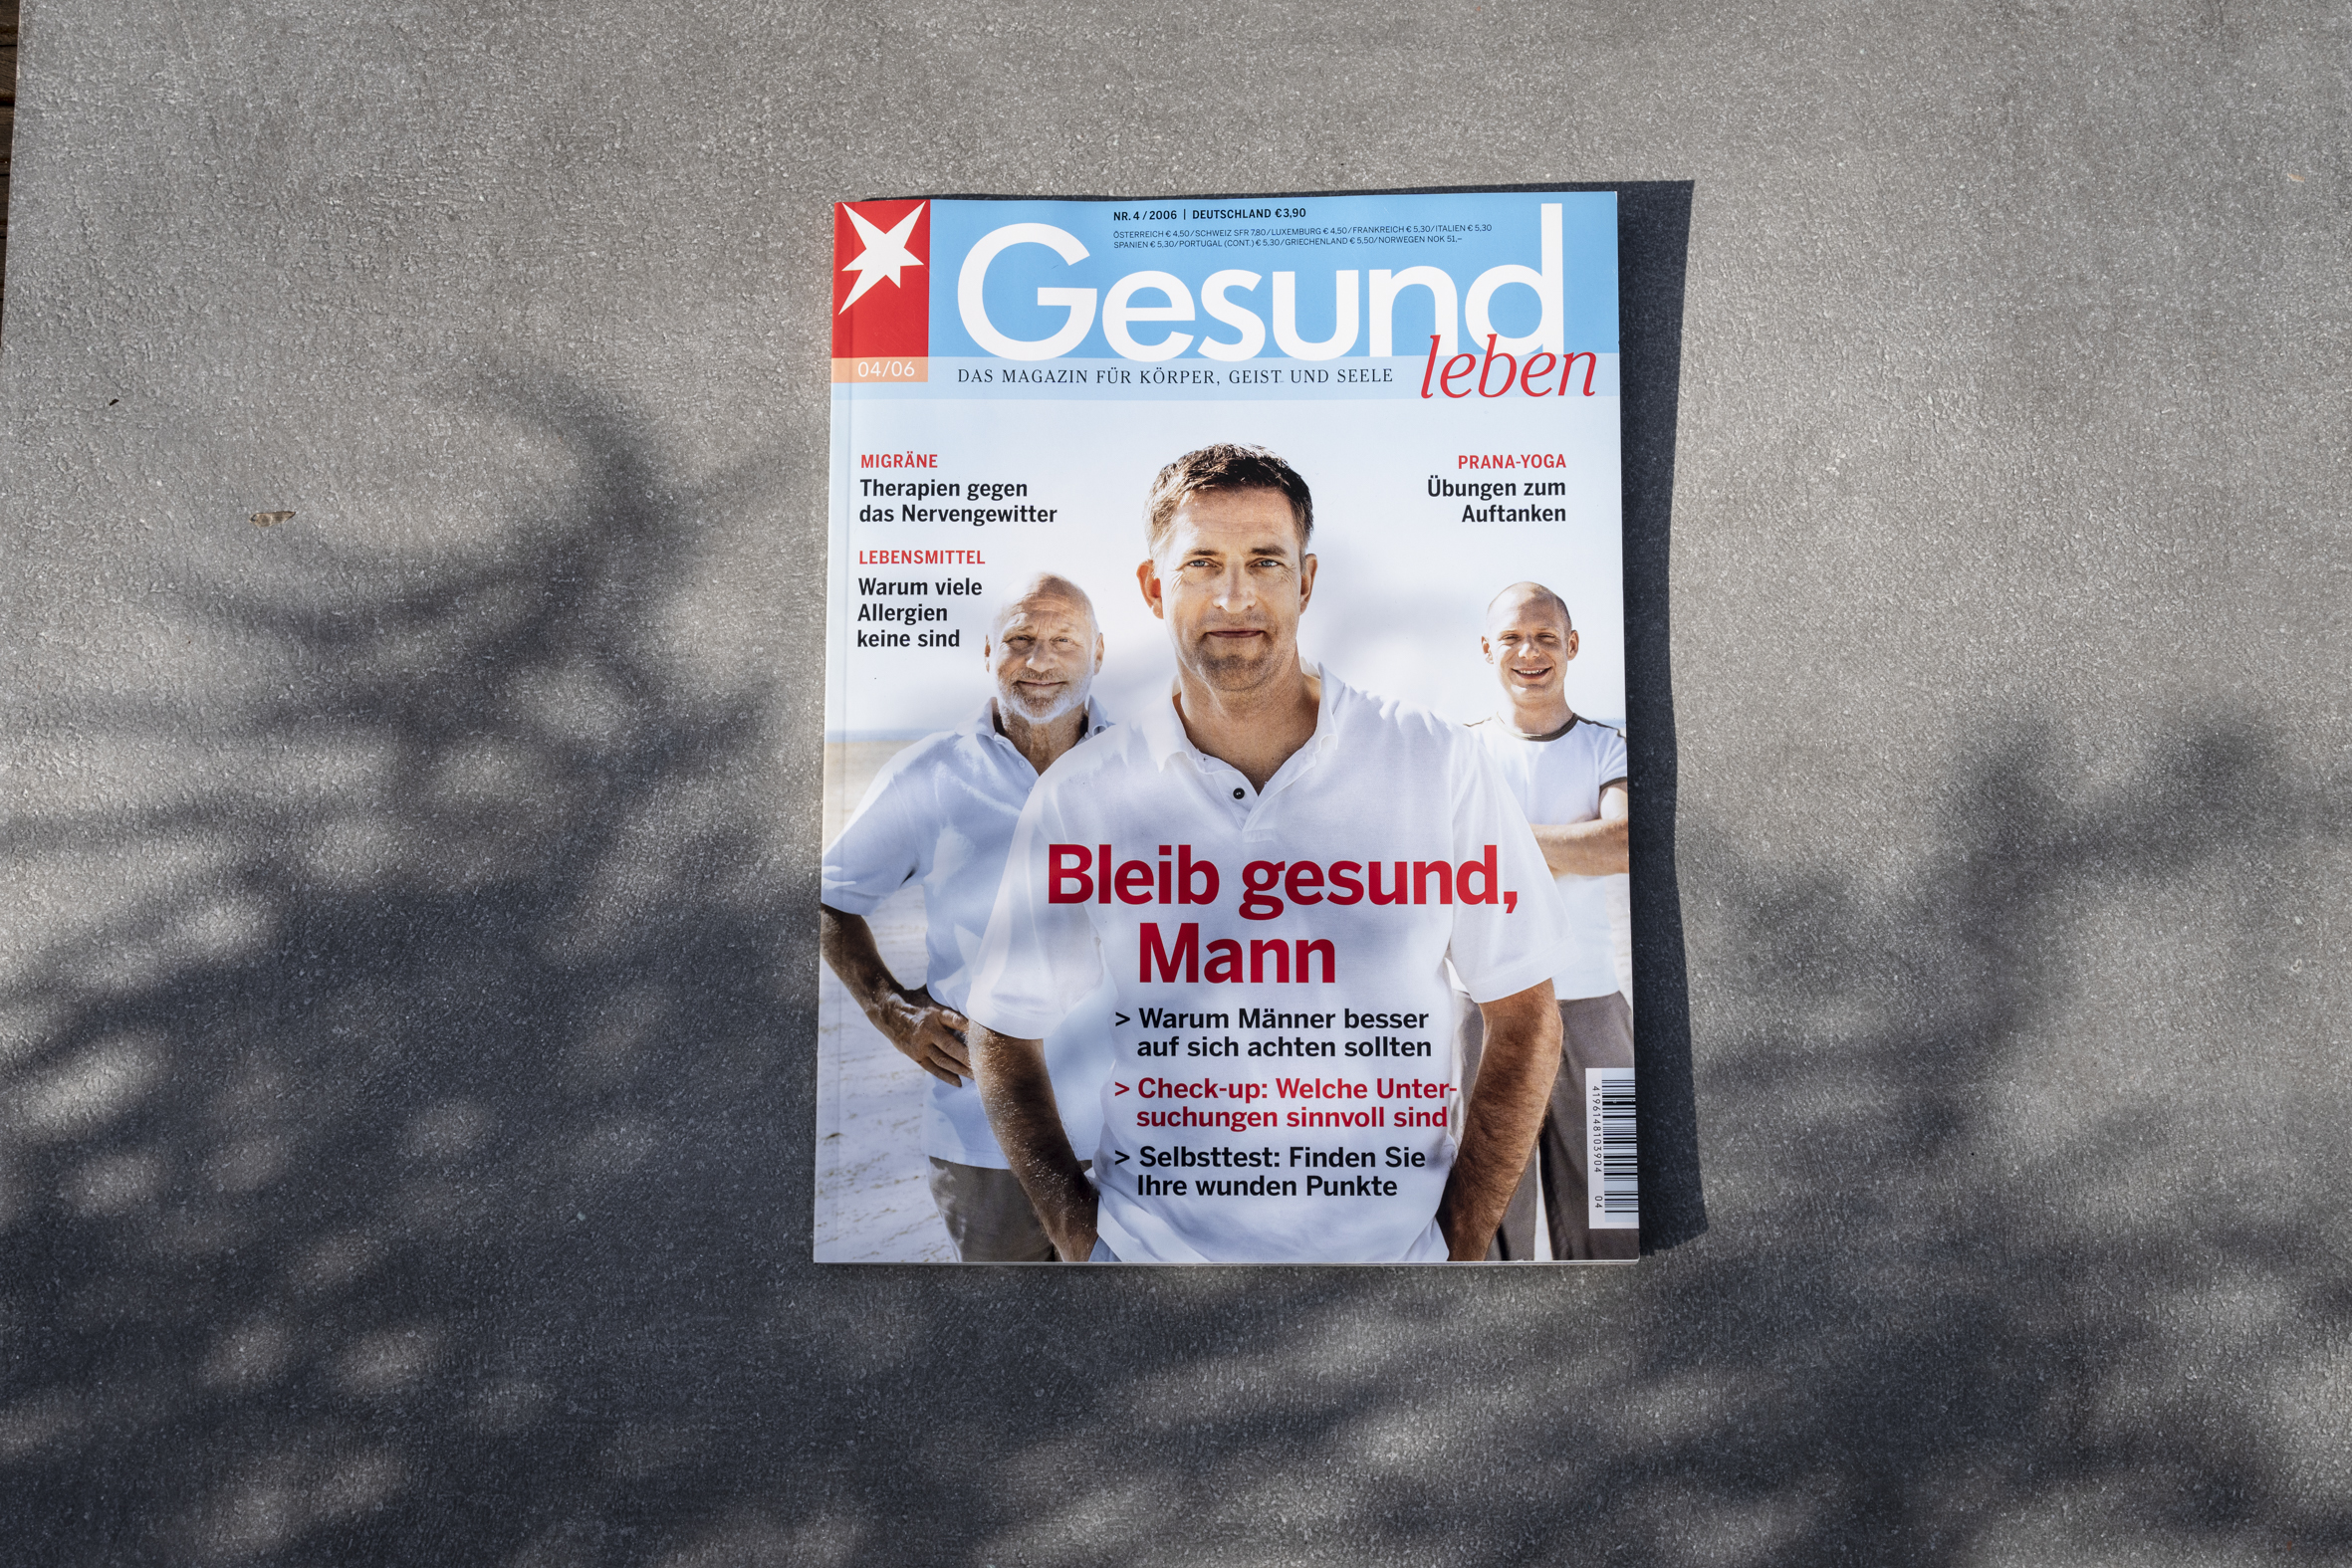 NR. 4 / 2006 | DEUTSCHLAND €3,90
ÖSTERREICH € 4,50/SCHWEIZ SFR 7,80/LUXEMBURG € 4,50/FRANKREICH € 5,30/ITALIEN € 5,30
SPANIEN € 5,30/PORTUGAL (CONT.) € 5,30/GRIECHENLAND € 5,50/NORWEGEN NOK 51,–
Gesund
leben
04/06
DAS MAGAZIN FÜR KÖRPER, GEIST UND SEELE
MIGRÄNE
Therapien gegen
das Nervengewitter
LEBENSMITTEL
Warum viele
Allergien
keine sind
PRANA-YOGA
Übungen zum
Auftanken
Bleib gesund,
Mann
> Warum Männer besser
auf sich achten sollten
> Check-up: Welche Unter-
suchungen sinnvoll sind
> Selbsttest: Finden Sie
Ihre wunden Punkte
4196148103904 04